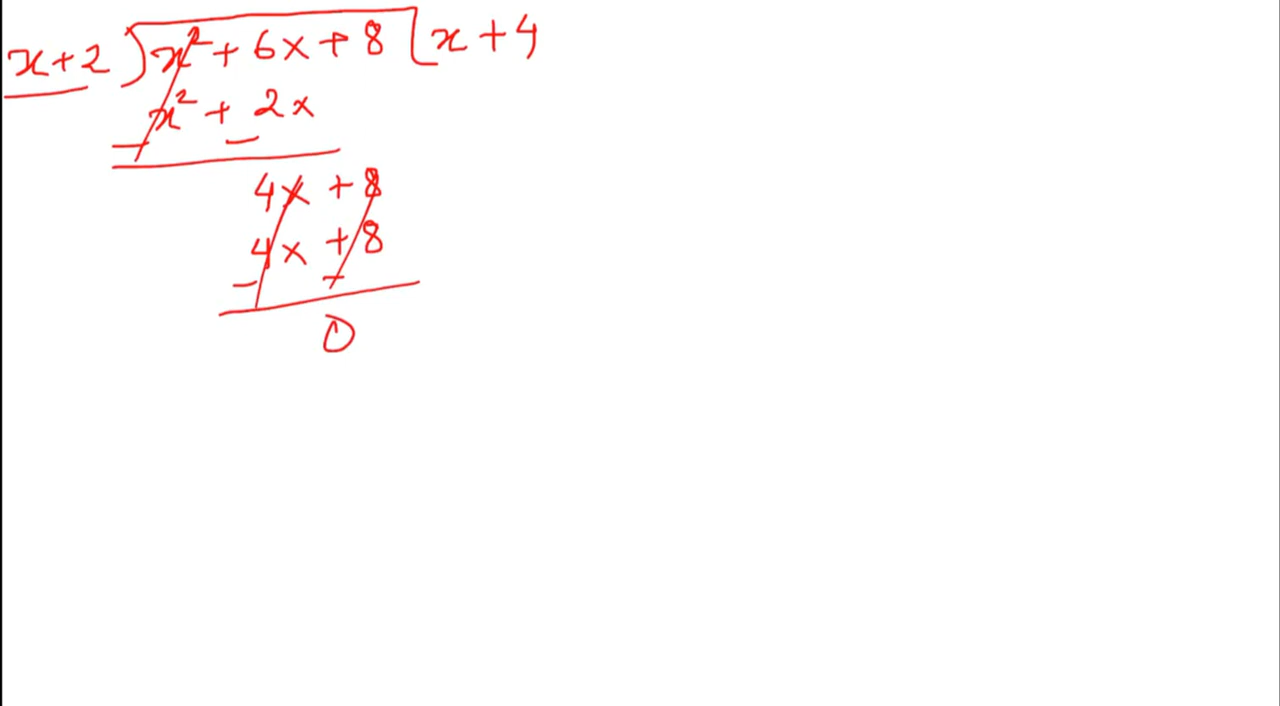 x+2)x²+6x+8[x+4
x²+2x
− −
4x+8
4x+8
− −
0